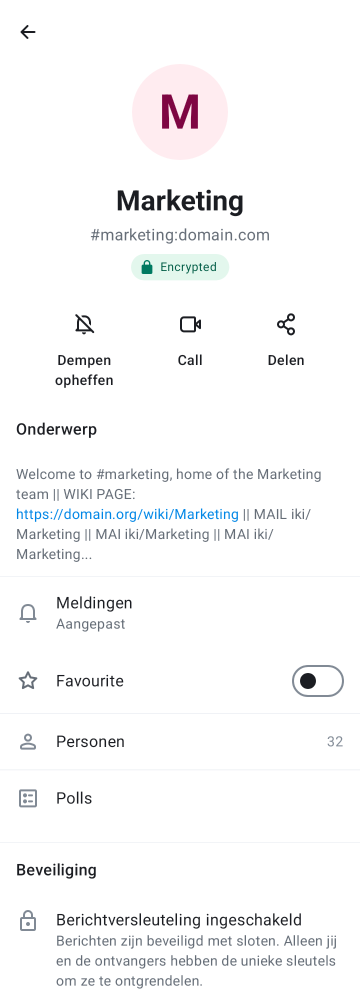 M
Marketing
#marketing:domain.com
Encrypted
Dempen
opheffen
Call
Delen
Onderwerp
Welcome to #marketing, home of the Marketing
team || WIKI PAGE:
https://domain.org/wiki/Marketing || MAIL iki/
Marketing || MAI iki/Marketing || MAI iki/
Marketing...
Meldingen
Aangepast
Favourite
Personen 32
Polls
Beveiliging
Berichtversleuteling ingeschakeld
Berichten zijn beveiligd met sloten. Alleen jij
en de ontvangers hebben de unieke sleutels
om ze te ontgrendelen.